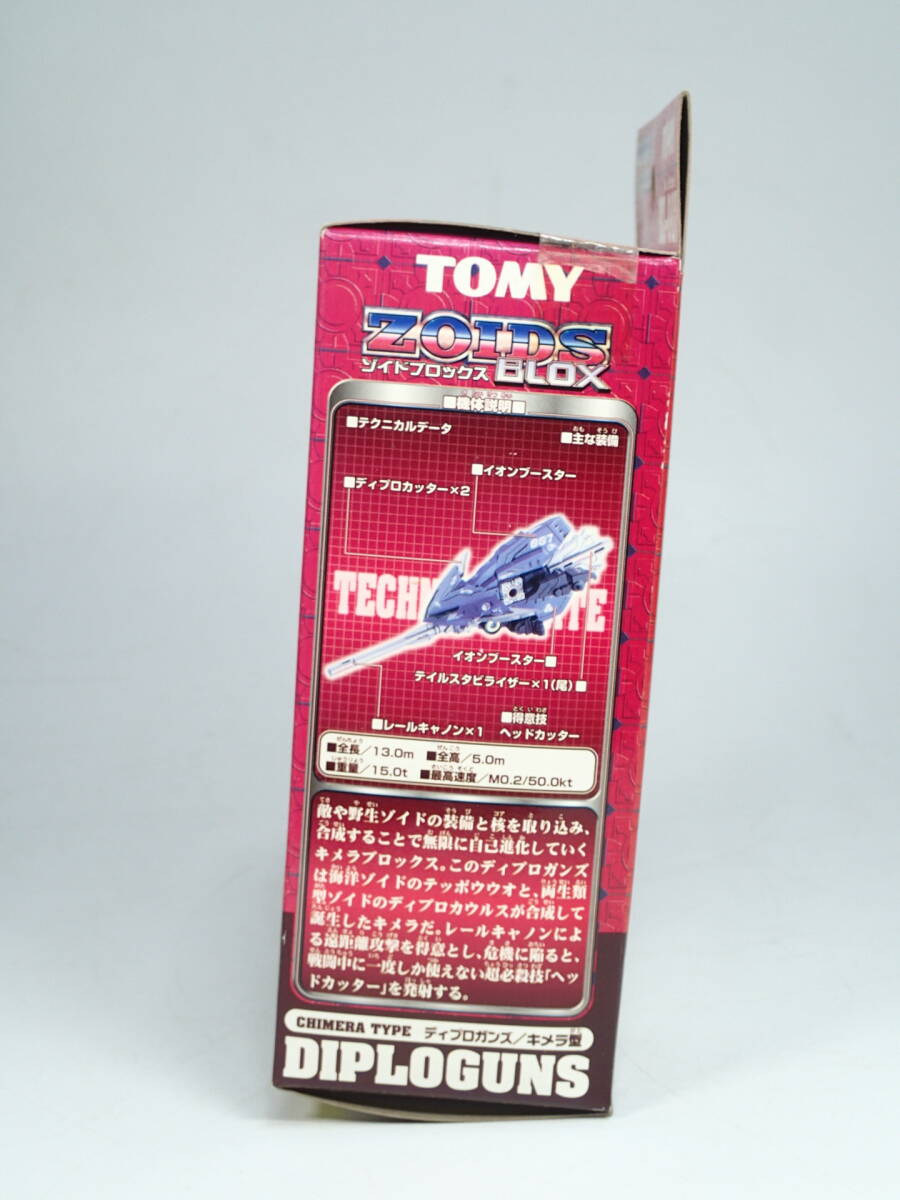 TOMY
ZOIDS
ゾイドブロックス BLOX
■機体説明■
■テクニカルデータ
■主な装備
■イオンブースター
■ディプロカッター×2
657
TECHN TE
イオンブースター■
テイルスタビライザー×1(尾)■
■得意技
■レールキャノン×1 ヘッドカッター
■全長/13.0m ■全高/5.0m
■重量/15.0t ■最高速度/M0.2/50.0kt
敵や野生ゾイドの装備と核を取り込み、
合成することで無限に自己進化していく
キメラブロックス。このディプロガンズ
は海洋ゾイドのテッポウウオと、両生類
型ゾイドのディプロカウルスが合成して
誕生したキメラだ。レールキャノンによ
る遠距離攻撃を得意とし、危機に陥ると、
戦闘中に一度しか使えない超必殺技「ヘッ
ドカッター」を発射する。
CHIMERA TYPE ディプロガンズ/キメラ型
DIPLOGUNS